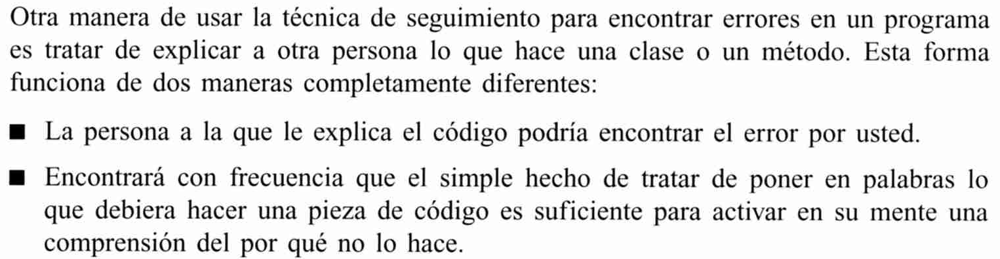 Otra manera de usar la técnica de seguimiento para encontrar errores en un programa
es tratar de explicar a otra persona lo que hace una clase o un método. Esta forma
funciona de dos maneras completamente diferentes:
■ La persona a la que le explica el código podría encontrar el error por usted.
■ Encontrará con frecuencia que el simple hecho de tratar de poner en palabras lo
que debiera hacer una pieza de código es suficiente para activar en su mente una
comprensión del por qué no lo hace.